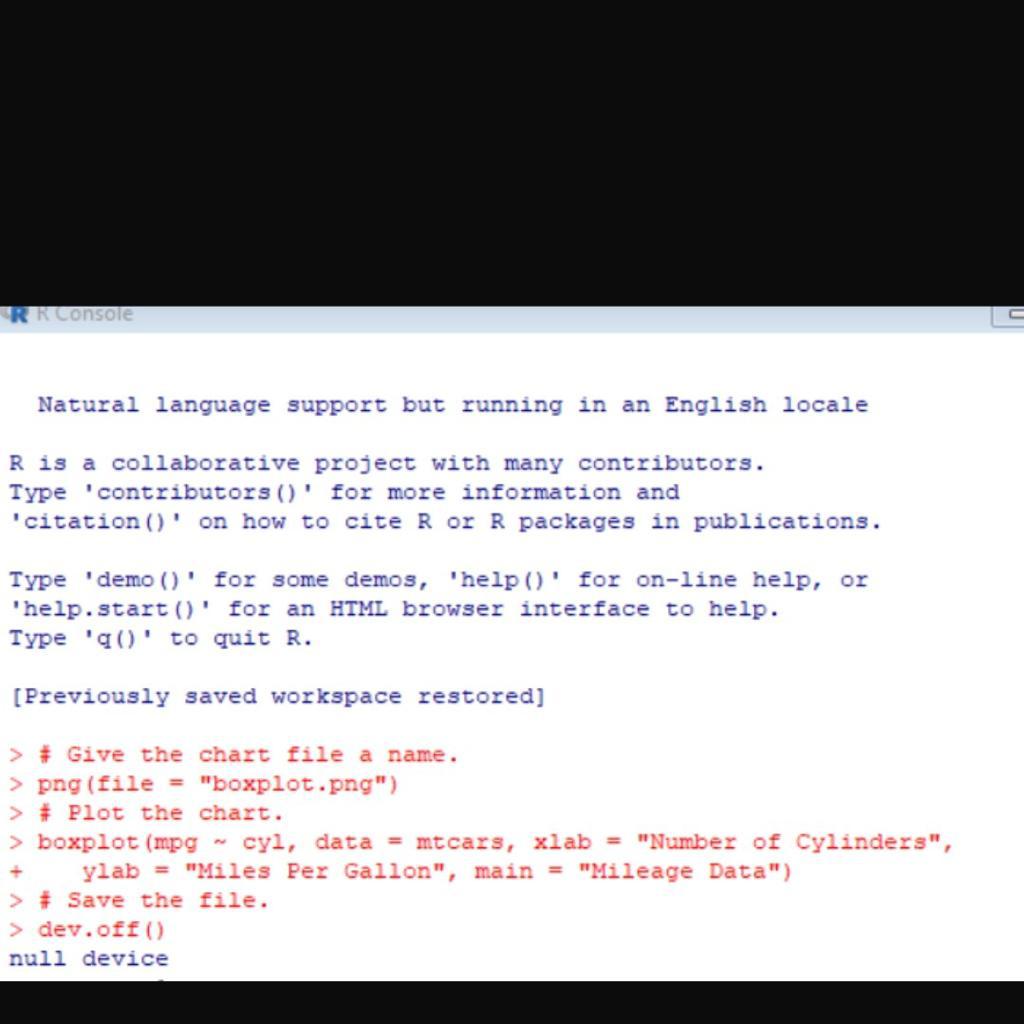 R Console
Natural language support but running in an English locale
R is a collaborative project with many contributors.
Type 'contributors()' for more information and
'citation()' on how to cite R or R packages in publications.
Type 'demo()' for some demos, 'help()' for on-line help, or
'help.start()' for an HTML browser interface to help.
Type 'q()' to quit R.
[Previously saved workspace restored]
> # Give the chart file a name.
> png(file = "boxplot.png")
> # Plot the chart.
> boxplot(mpg ~ cyl, data = mtcars, xlab = "Number of Cylinders",
+    ylab = "Miles Per Gallon", main = "Mileage Data")
> # Save the file.
> dev.off()
null device